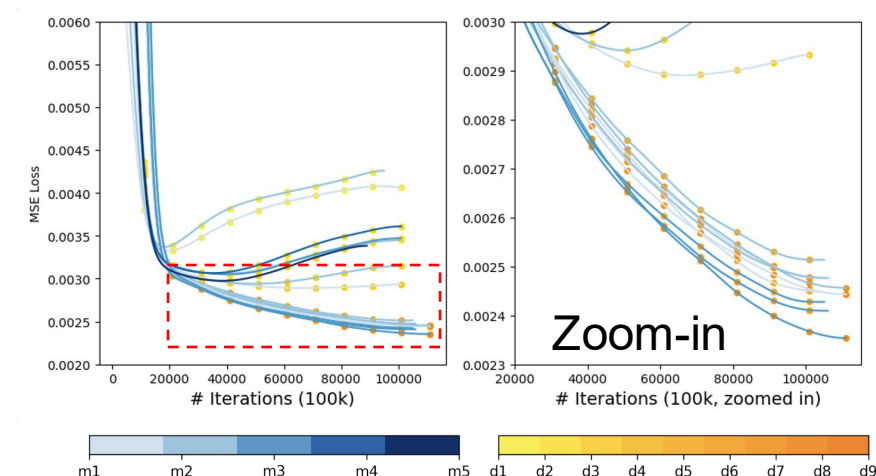 0.0060
0.0055
0.0050
0.0045
0.0040
0.0035
0.0030
0.0025
0.0020
MSE Loss
0 20000 40000 60000 80000 100000
# Iterations (100k)
0.0030
0.0029
0.0028
0.0027
0.0026
0.0025
0.0024
0.0023
Zoom-in
20000 40000 60000 80000 100000
# Iterations (100k, zoomed in)
m1 m2 m3 m4 m5
d1 d2 d3 d4 d5 d6 d7 d8 d9